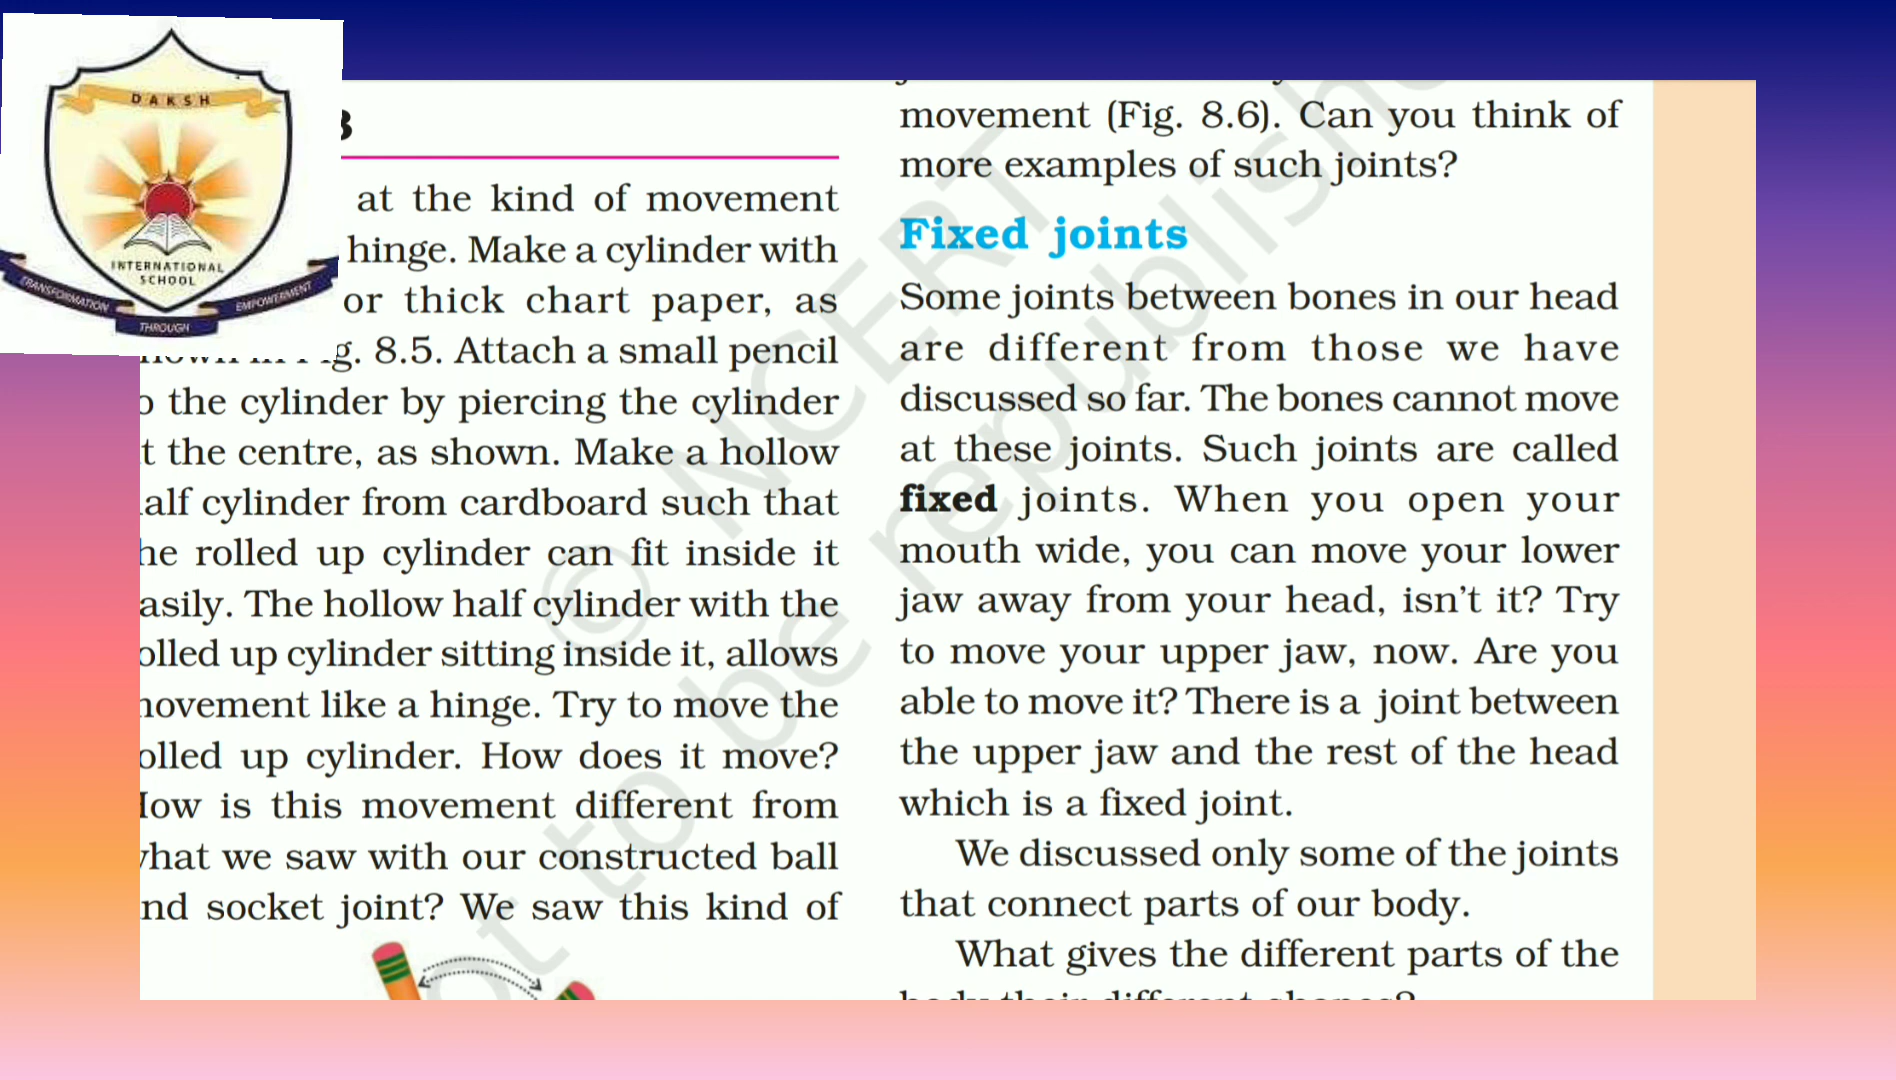 DAKSH
INTERNATIONAL
SCHOOL
TRANSFORMATION
THROUGH
EMPOWERMENT
at the kind of movement
hinge. Make a cylinder with
or thick chart paper, as
8.5. Attach a small pencil
the cylinder by piercing the cylinder
the centre, as shown. Make a hollow
alf cylinder from cardboard such that
he rolled up cylinder can fit inside it
asily. The hollow half cylinder with the
olled up cylinder sitting inside it, allows
ovement like a hinge. Try to move the
olled up cylinder. How does it move?
ow is this movement different from
hat we saw with our constructed ball
nd socket joint? We saw this kind of
movement (Fig. 8.6). Can you think of
more examples of such joints?
Fixed joints
Some joints between bones in our head
are different from those we have
discussed so far. The bones cannot move
at these joints. Such joints are called
fixed joints. When you open your
mouth wide, you can move your lower
jaw away from your head, isn't it? Try
to move your upper jaw, now. Are you
able to move it? There is a joint between
the upper jaw and the rest of the head
which is a fixed joint.
We discussed only some of the joints
that connect parts of our body.
What gives the different parts of the
body their different shapes?
© NCERT
be republish